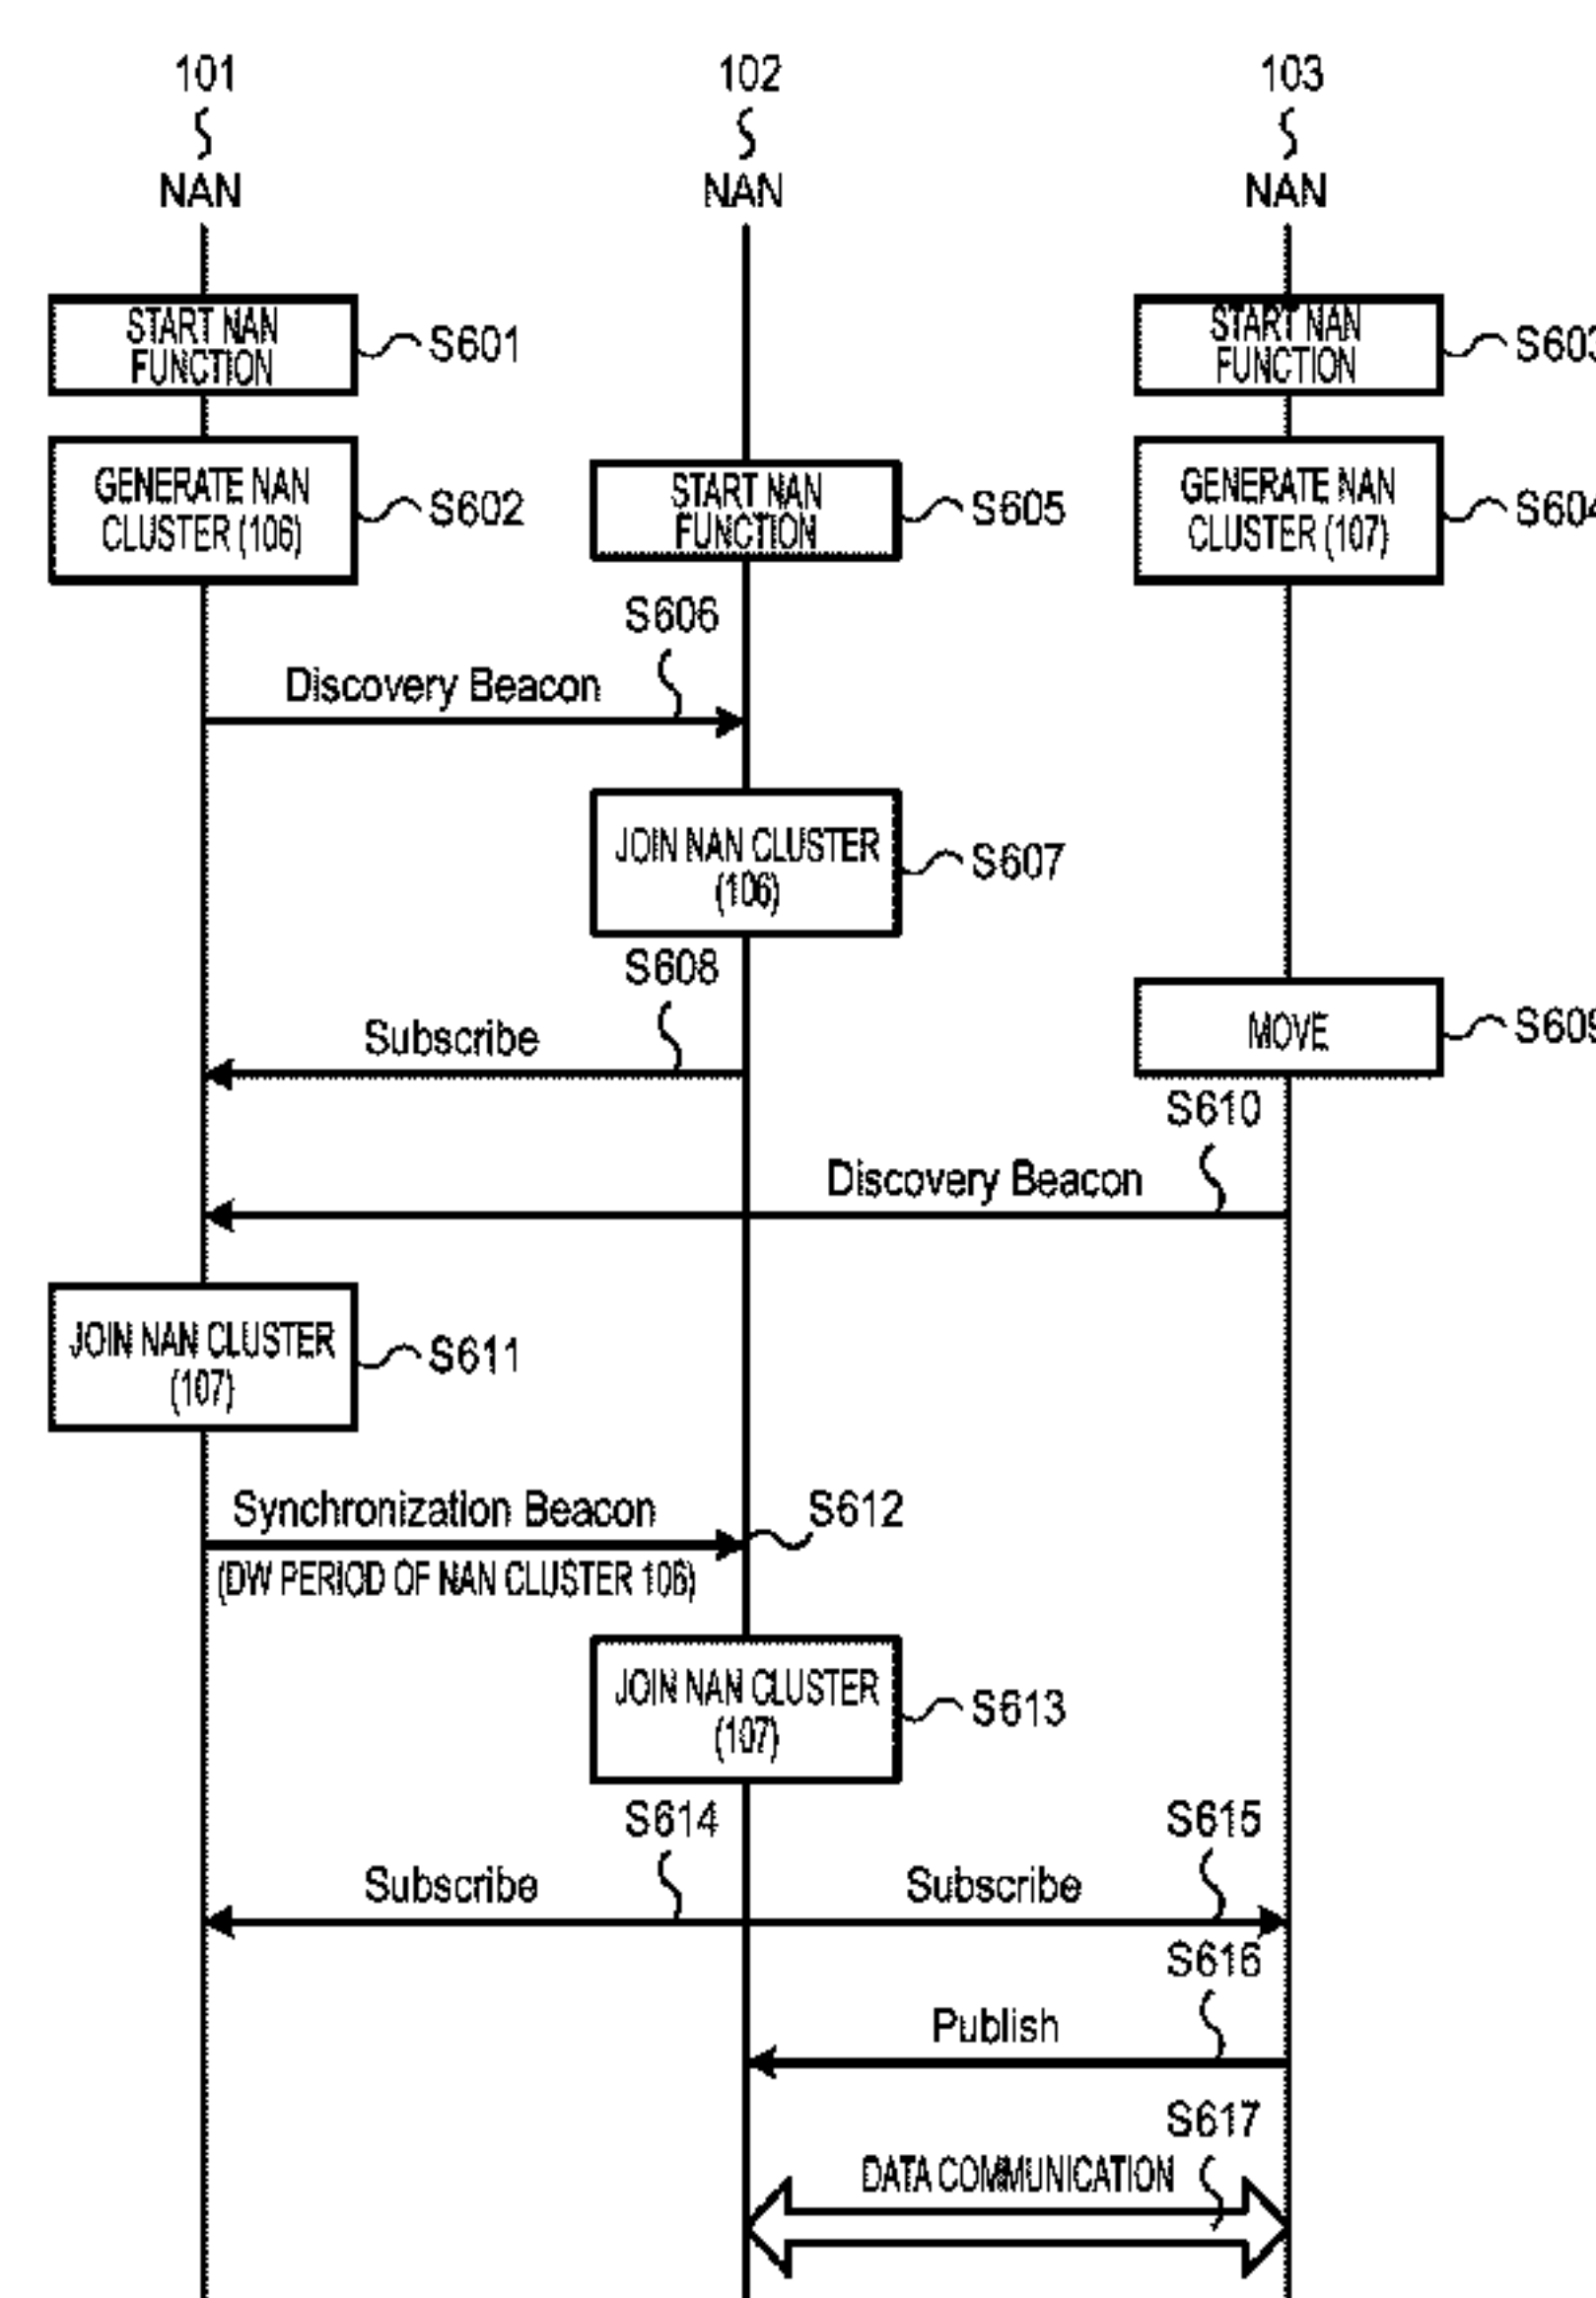 101
102
103
NAN
NAN
NAN
START NAN
FUNCTION
S601
START NAN
FUNCTION
S603
GENERATE NAN
CLUSTER (106)
S602
START NAN
FUNCTION
S605
GENERATE NAN
CLUSTER (107)
S604
S606
Discovery Beacon
JOIN NAN CLUSTER
(106)
S607
S608
Subscribe
MOVE
S609
S610
Discovery Beacon
JOIN NAN CLUSTER
(107)
S611
Synchronization Beacon
S612
(DW PERIOD OF NAN CLUSTER 106)
JOIN NAN CLUSTER
(107)
S613
S614
S615
Subscribe
Subscribe
S616
Publish
S617
DATA COMMUNICATION